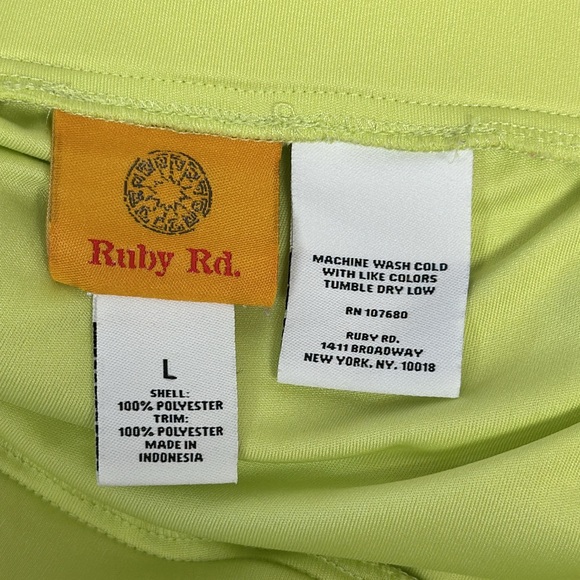 Ruby Rd.
L
SHELL:
100% POLYESTER
TRIM:
100% POLYESTER
MADE IN
INDONESIA
MACHINE WASH COLD
WITH LIKE COLORS
TUMBLE DRY LOW
RN 107680
RUBY RD.
1411 BROADWAY
NEW YORK, NY. 10018